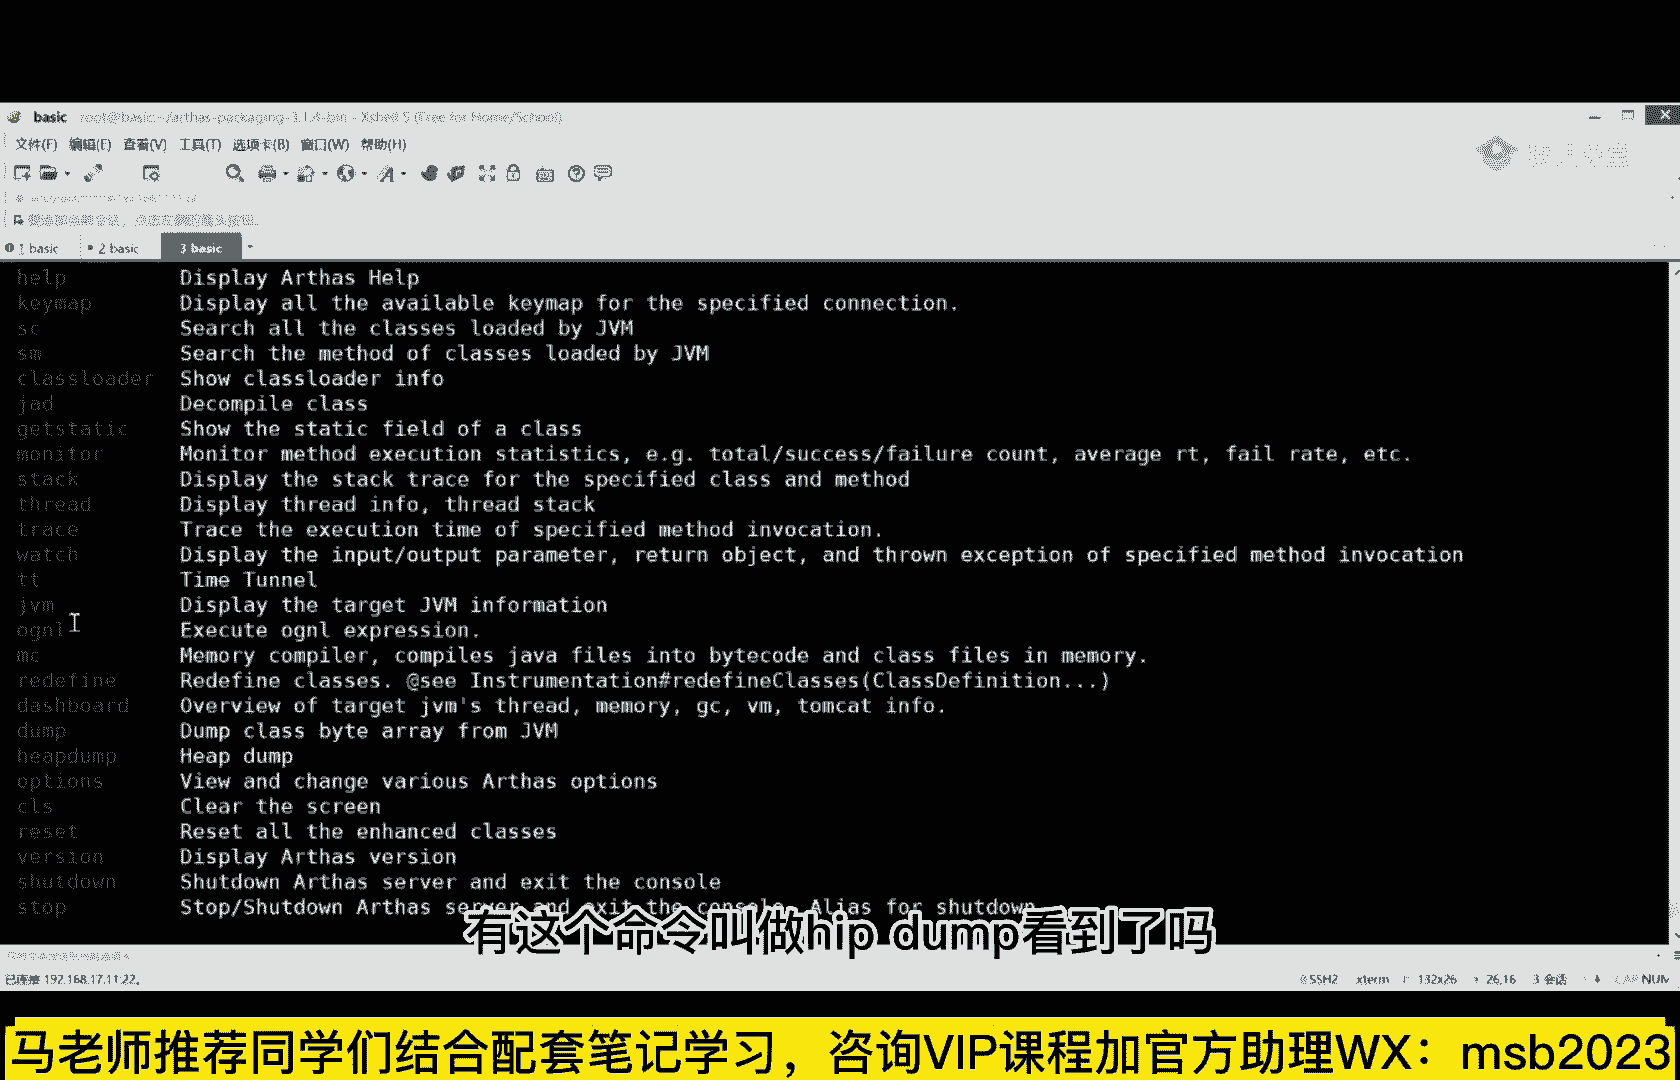 basic root@basic:~/arthas-packaging-3.1.4-bin - Xshell 5 (Free for Home/School)
文件(F) 编辑(E) 查看(V) 工具(T) 选项卡(B) 窗口(W) 帮助(H)
1 basic 2 basic 3 basic
help Display Arthas Help
keymap Display all the available keymap for the specified connection.
sc Search all the classes loaded by JVM
sm Search the method of classes loaded by JVM
classloader Show classloader info
jad Decompile class
getstatic Show the static field of a class
monitor Monitor method execution statistics, e.g. total/success/failure count, average rt, fail rate, etc.
stack Display the stack trace for the specified class and method
thread Display thread info, thread stack
trace Trace the execution time of specified method invocation.
watch Display the input/output parameter, return object, and thrown exception of specified method invocation
tt Time Tunnel
jvm Display the target JVM information
ognl Execute ognl expression.
mc Memory compiler, compiles java files into bytecode and class files in memory.
redefine Redefine classes. @see Instrumentation#redefineClasses(ClassDefinition...)
dashboard Overview of target jvm's thread, memory, gc, vm, tomcat info.
dump Dump class byte array from JVM
heapdump Heap dump
options View and change various Arthas options
cls Clear the screen
reset Reset all the enhanced classes
version Display Arthas version
shutdown Shutdown Arthas server and exit the console
stop Stop/Shutdown Arthas server and exit the console. Alias for shutdown.
有这个命令叫做hip dump看到了吗
已连接 192.168.17.11:22。 SSH2 xterm 132x26 26,16 3 会话 CAP NUM
马老师推荐同学们结合配套笔记学习，咨询VIP课程加官方助理WX：msb2023